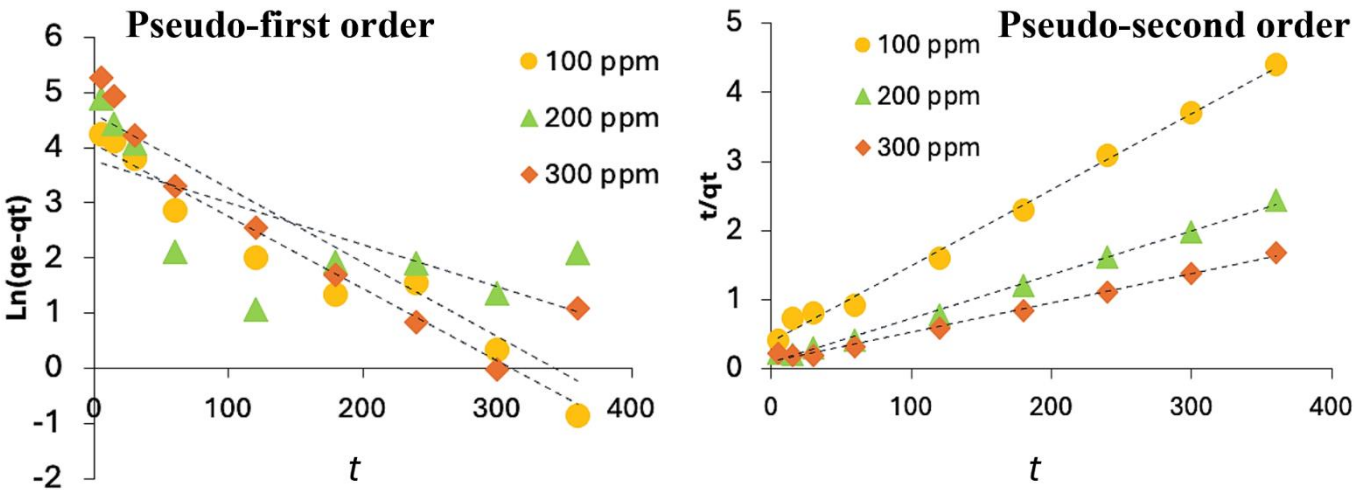 Pseudo-first order
Ln(qe-qt)
6
5
4
3
2
1
0
-1
-2
0
100
200
300
400
t
100 ppm
200 ppm
300 ppm
Pseudo-second order
t/qt
5
4
3
2
1
0
0
100
200
300
400
t
100 ppm
200 ppm
300 ppm